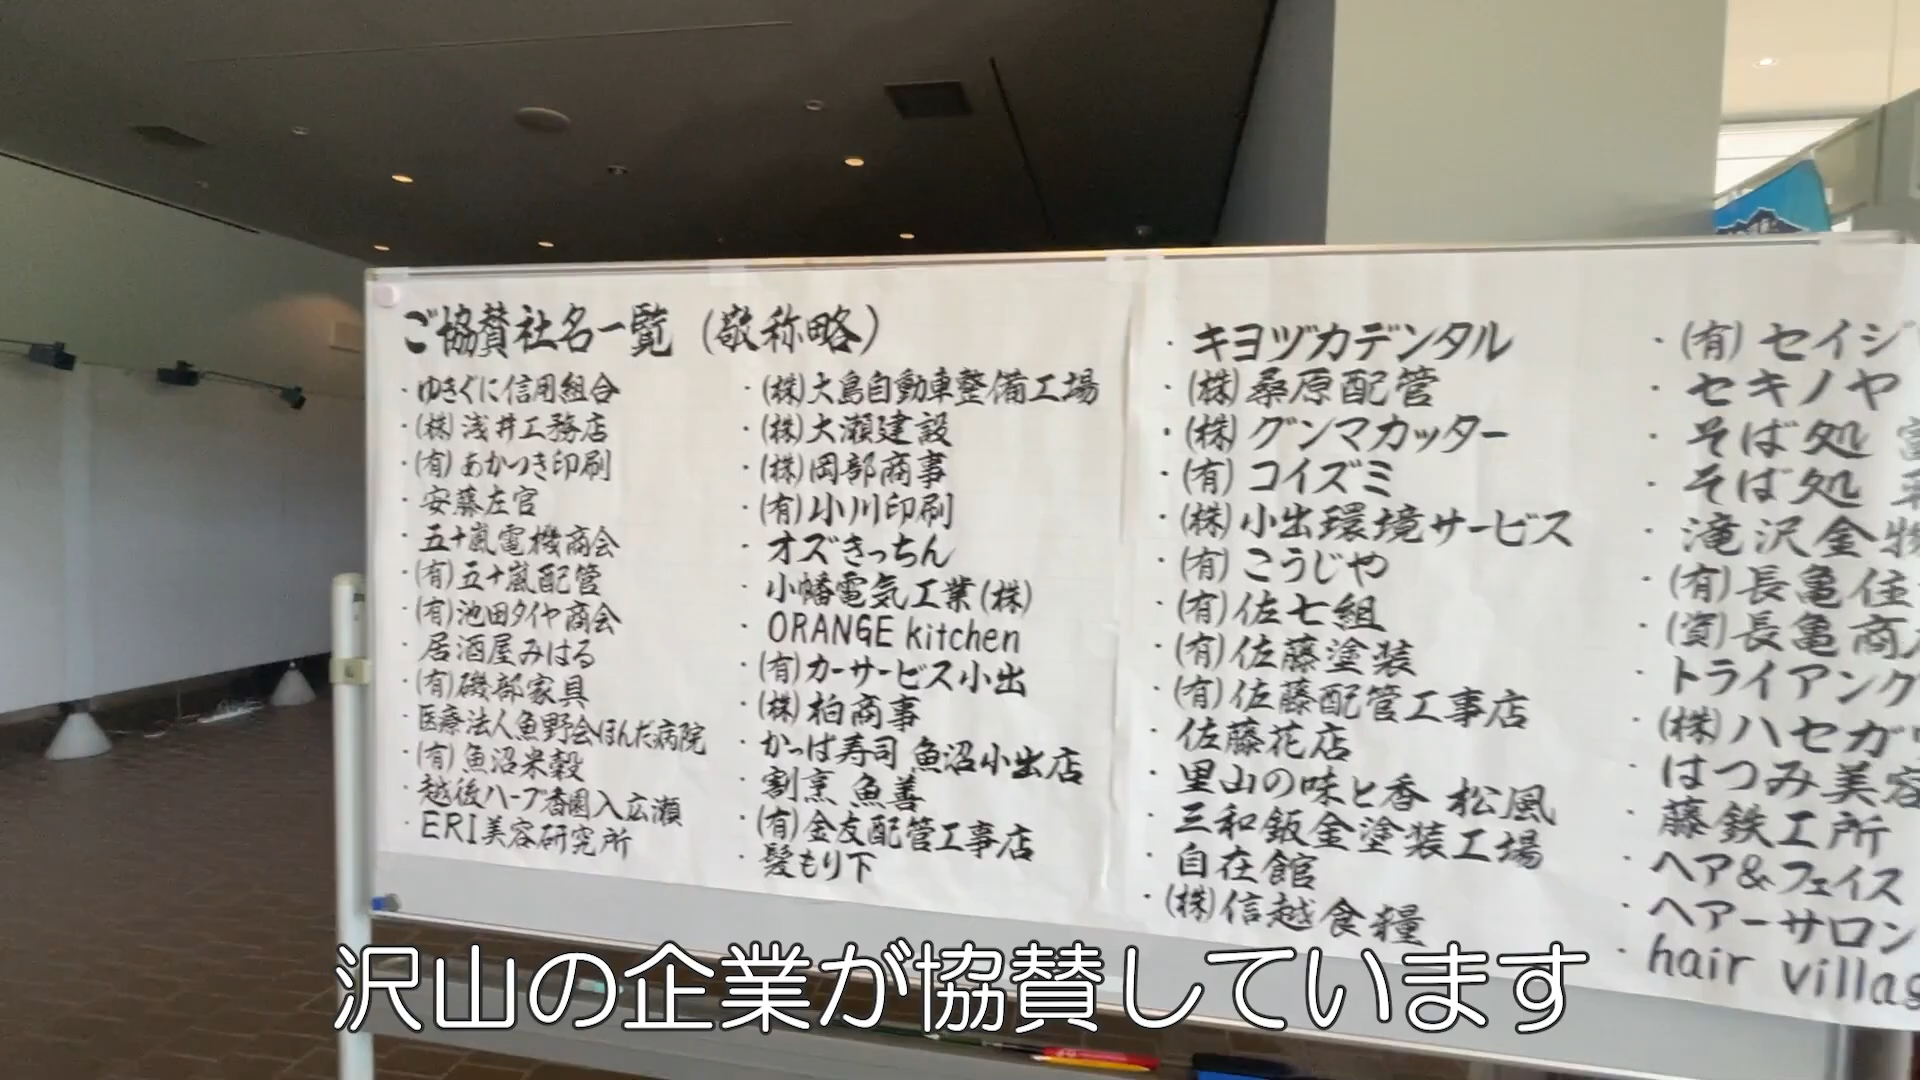 ご協賛社名一覧（敬称略）
・ゆきぐに信用組合
・(株)浅井工務店
・(有)あかつき印刷
・安藤左官
・五十嵐電機商会
・(有)五十嵐配管
・(有)池田タイヤ商会
・居酒屋みはる
・(有)磯部家具
・医療法人魚野会ほんだ病院
・(有)魚沼米穀
・越後ハーブ香園入広瀬
・ERI美容研究所
・(株)大島自動車整備工場
・(株)大瀬建設
・(株)岡部商事
・(有)小川印刷
・オズきっちん
・小幡電気工業(株)
・ORANGE kitchen
・(有)カーサービス小出
・(株)柏商事
・かっぱ寿司 魚沼小出店
・割烹 魚善
・(有)金友配管工事店
・髪もり下
・キヨヅカデンタル
・(株)桑原配管
・(株)グンマカッター
・(有)コイズミ
・(株)小出環境サービス
・(有)こうじや
・(有)佐七組
・(有)佐藤塗装
・(有)佐藤配管工事店
・佐藤花店
・里山の味と香 松風
・三和鈑金塗装工場
・自在館
・(株)信越食糧
・(有)セイジ
・セキノヤ
・そば処
・そば処
・滝沢金物
・(有)長亀住
・(資)長亀商
・トライアング
・(株)ハセガ
・はつみ美容
・藤鉄工所
・ヘア&フェイス
・ヘアーサロン
・hair villag
沢山の企業が協賛しています